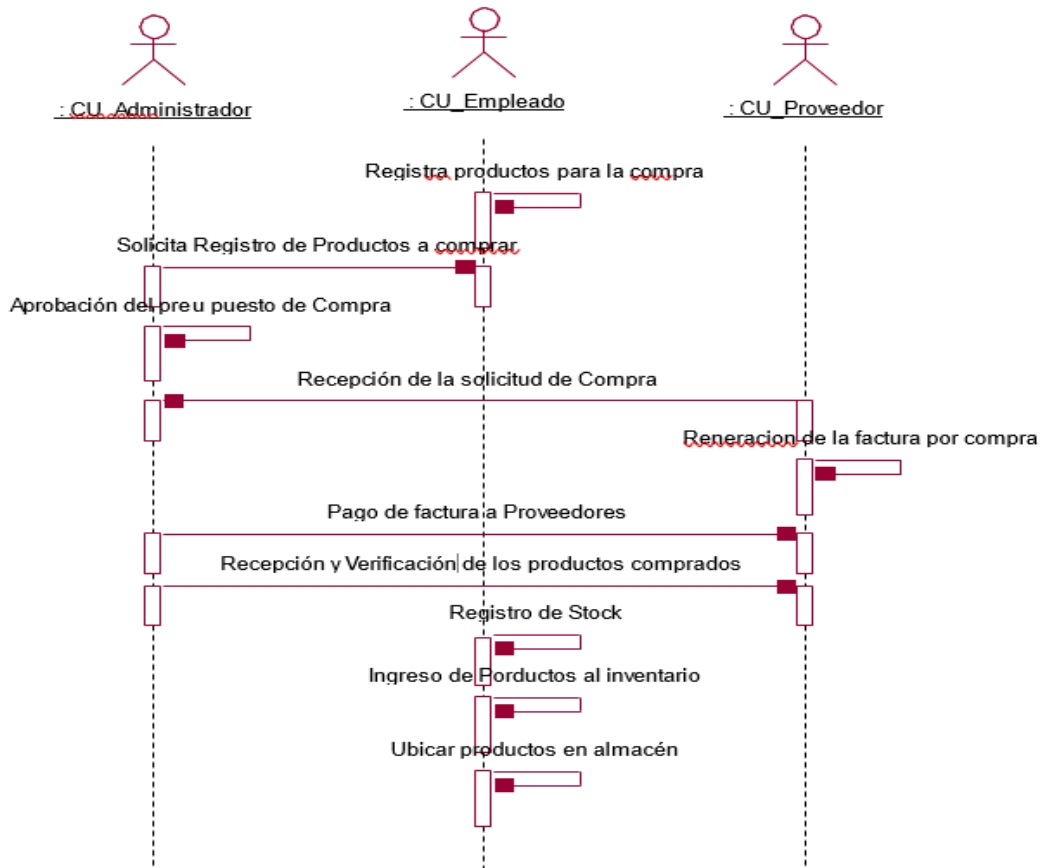 : CU_Administrador
: CU_Empleado
: CU_Proveedor
Registra productos para la compra
Solicita Registro de Productos a comprar
Aprobación del preu puesto de Compra
Recepción de la solicitud de Compra
Reneracion de la factura por compra
Pago de factura a Proveedores
Recepción y Verificación de los productos comprados
Registro de Stock
Ingreso de Porductos al inventario
Ubicar productos en almacén